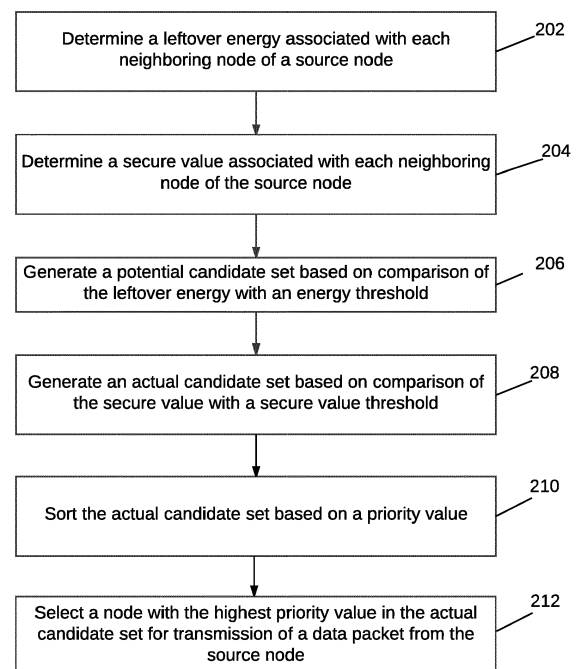 Determine a leftover energy associated with each
neighboring node of a source node
202
Determine a secure value associated with each neighboring
node of the source node
204
Generate a potential candidate set based on comparison of
the leftover energy with an energy threshold
206
Generate an actual candidate set based on comparison of
the secure value with a secure value threshold
208
Sort the actual candidate set based on a priority value
210
Select a node with the highest priority value in the actual
candidate set for transmission of a data packet from the
source node
212